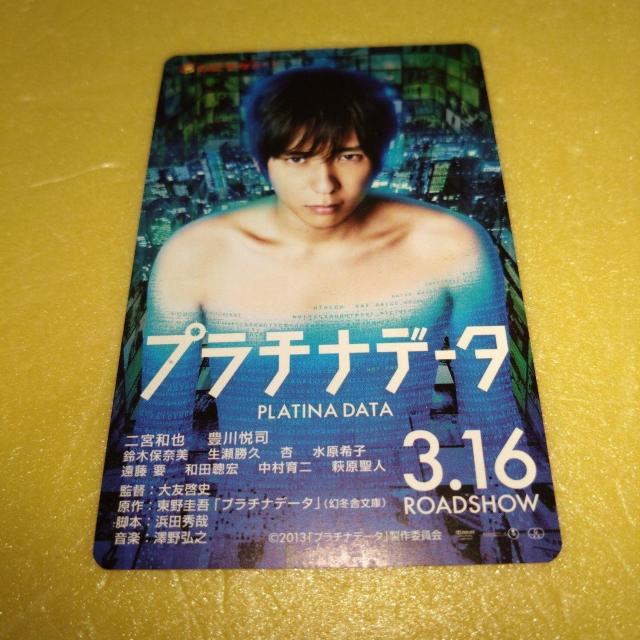 プラチナデータ
PLATINA DATA
二宮和也 豊川悦司
鈴木保奈美 生瀬勝久 杏 水原希子
遠藤 要 和田聰宏 中村育二 萩原聖人
監督：大友啓史
原作：東野圭吾「プラチナデータ」(幻冬舎文庫)
脚本：浜田秀哉
音楽：澤野弘之
3.16
ROADSHOW
©2013「プラチナデータ」製作委員会